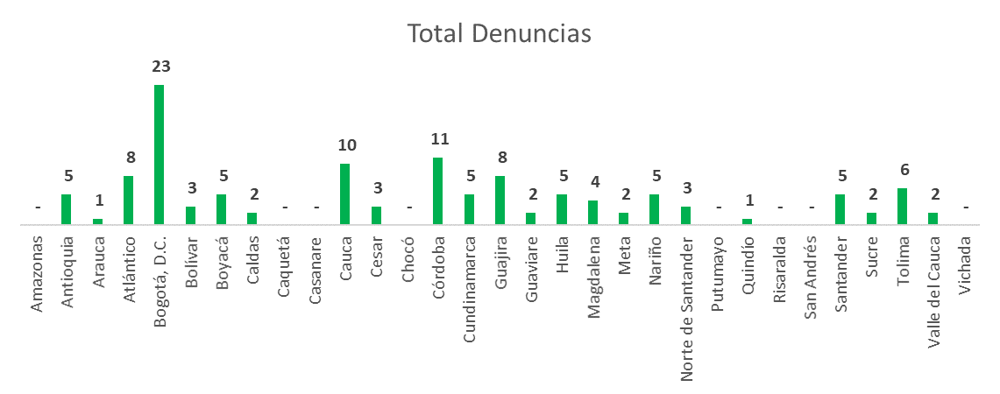 Total Denuncias
-
5
1
8
23
3
5
2
-
-
10
3
-
11
5
8
2
5
4
2
5
3
-
1
-
-
5
2
6
2
-
Amazonas
Antioquia
Arauca
Atlántico
Bogotá, D.C.
Bolívar
Boyacá
Caldas
Caquetá
Casanare
Cauca
Cesar
Chocó
Córdoba
Cundinamarca
Guajira
Guaviare
Huila
Magdalena
Meta
Nariño
Norte de Santander
Putumayo
Quindío
Risaralda
San Andrés
Santander
Sucre
Tolima
Valle del Cauca
Vichada